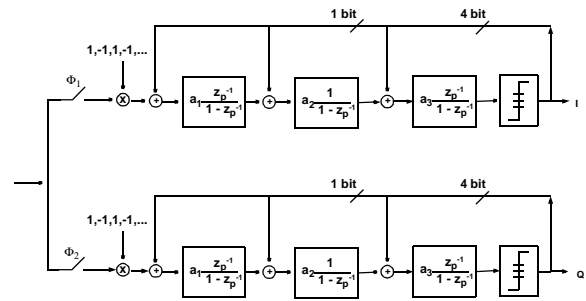 1 bit
4 bit
1,-1,1,-1,...
Φ1
x
+
a1 zp^-1 / 1 - zp^-1
+
a2 1 / 1 - zp^-1
+
a3 zp^-1 / 1 - zp^-1
I
1 bit
4 bit
1,-1,1,-1,...
Φ2
x
+
a1 zp^-1 / 1 - zp^-1
+
a2 1 / 1 - zp^-1
+
a3 zp^-1 / 1 - zp^-1
Q